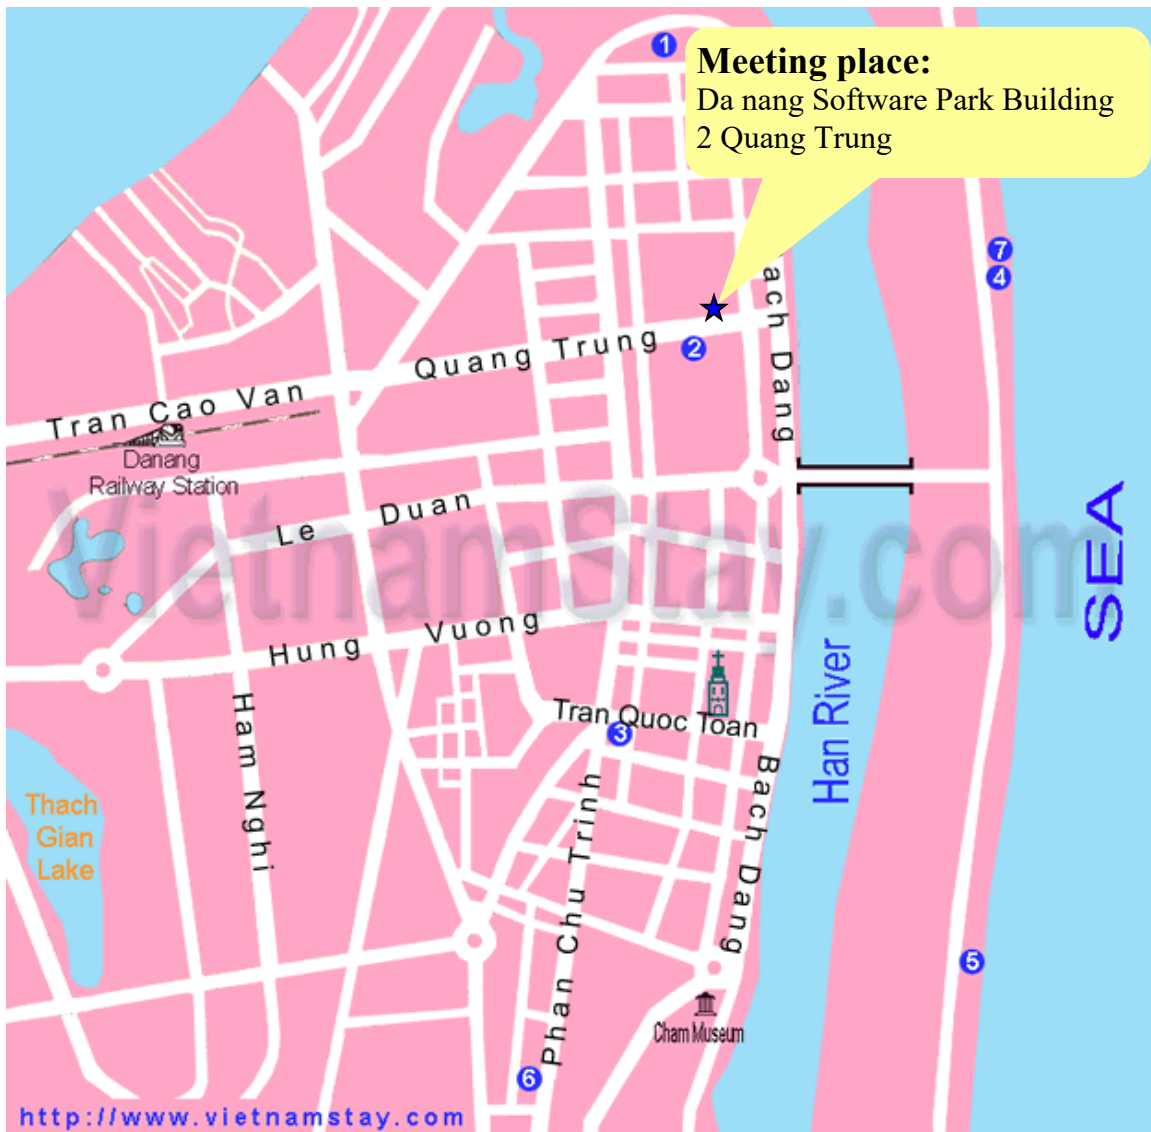 1
Meeting place:
Da nang Software Park Building
2 Quang Trung
7
4
ach Dang
2
Quang Trung
Tran Cao Van
Danang
Railway Station
Le Duan
VietnamStay.com
SEA
Hung Vuong
Han River
Tran Quoc Toan
3
Ham Nghi
Bach Dang
Phan Chu Trinh
Thach
Gian
Lake
5
Cham Museum
6
http://www.vietnamstay.com